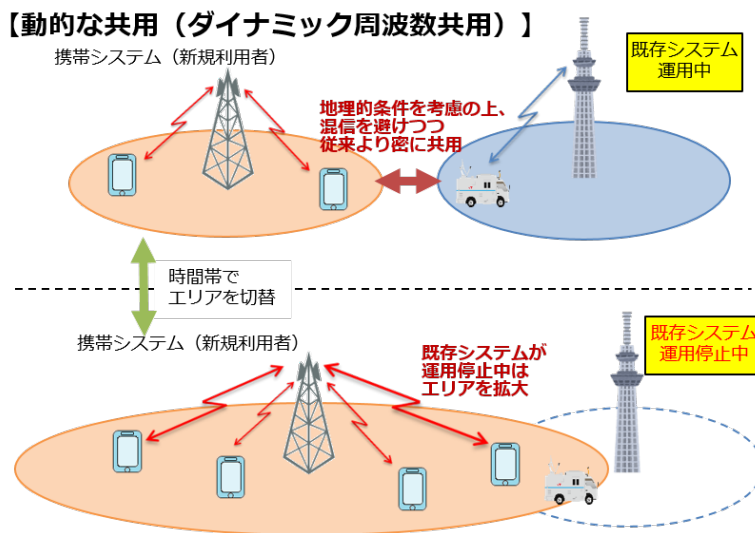 【動的な共用（ダイナミック周波数共用）】
携帯システム（新規利用者）
既存システム
運用中
地理的条件を考慮の上、
混信を避けつつ
従来より密に共用
時間帯で
エリアを切替
携帯システム（新規利用者）
既存システムが
運用停止中は
エリアを拡大
既存システム
運用停止中